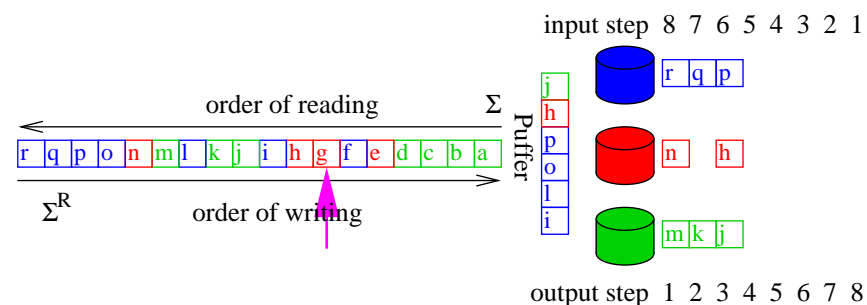 input step 8 7 6 5 4 3 2 1
r q p
order of reading Σ
j
h
p
o
l
i
Puffer
r q p o n m l k j i h g f e d c b a
n h
Σ^R order of writing
m k j
output step 1 2 3 4 5 6 7 8